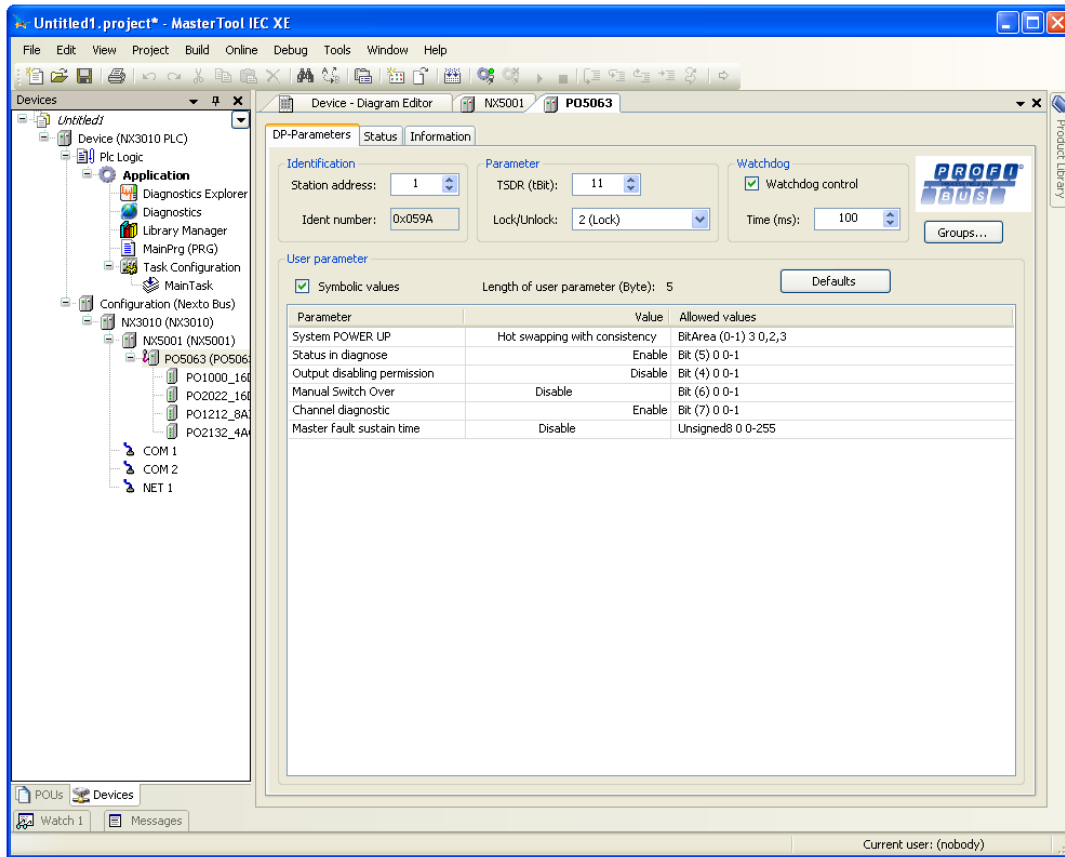 Untitled1.project* - MasterTool IEC XE
File Edit View Project Build Online Debug Tools Window Help
Devices
Untitled1
Device (NX3010 PLC)
Plc Logic
Application
Diagnostics Explorer
Diagnostics
Library Manager
MainPrg (PRG)
Task Configuration
MainTask
Configuration (Nexto Bus)
NX3010 (NX3010)
NX5001 (NX5001)
PO5063 (PO506
PO1000_16
PO2022_16
PO1212_8A
PO2132_4A
COM 1
COM 2
NET 1
POUs Devices
Device - Diagram Editor NX5001 PO5063
DP-Parameters Status Information
Identification
Station address: 1
Ident number: 0x059A
Parameter
TSDR (tBit): 11
Lock/Unlock: 2 (Lock)
Watchdog
Watchdog control
Time (ms): 100
PROFI
PROCESS FIELD BUS
BUS
Groups...
User parameter
Symbolic values Length of user parameter (Byte): 5 Defaults
Parameter Value Allowed values
System POWER UP Hot swapping with consistency BitArea (0-1) 3 0,2,3
Status in diagnose Enable Bit (5) 0 0-1
Output disabling permission Disable Bit (4) 0 0-1
Manual Switch Over Disable Bit (6) 0 0-1
Channel diagnostic Enable Bit (7) 0 0-1
Master fault sustain time Disable Unsigned8 0 0-255
Product Library
Watch 1 Messages
Current user: (nobody)